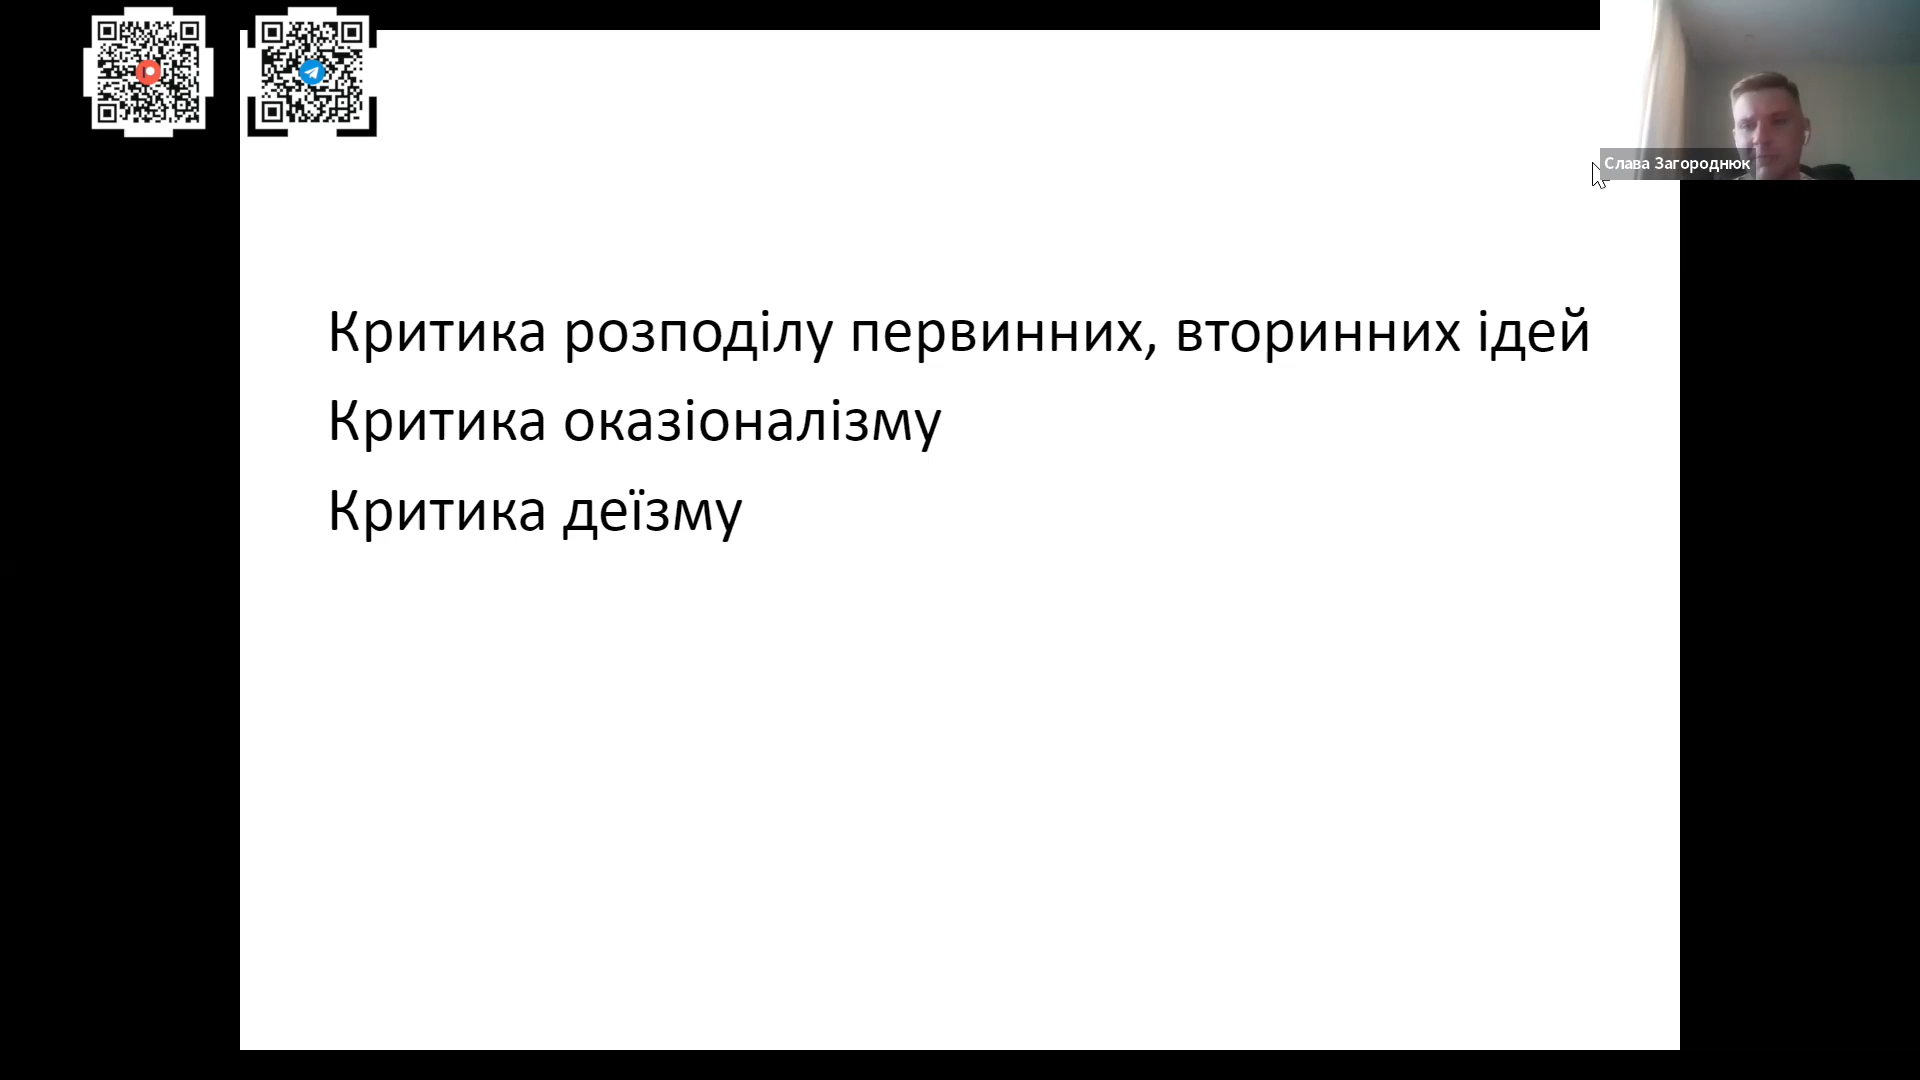 Слава Загороднюк
Критика розподілу первинних, вторинних ідей
Критика оказіоналізму
Критика деїзму